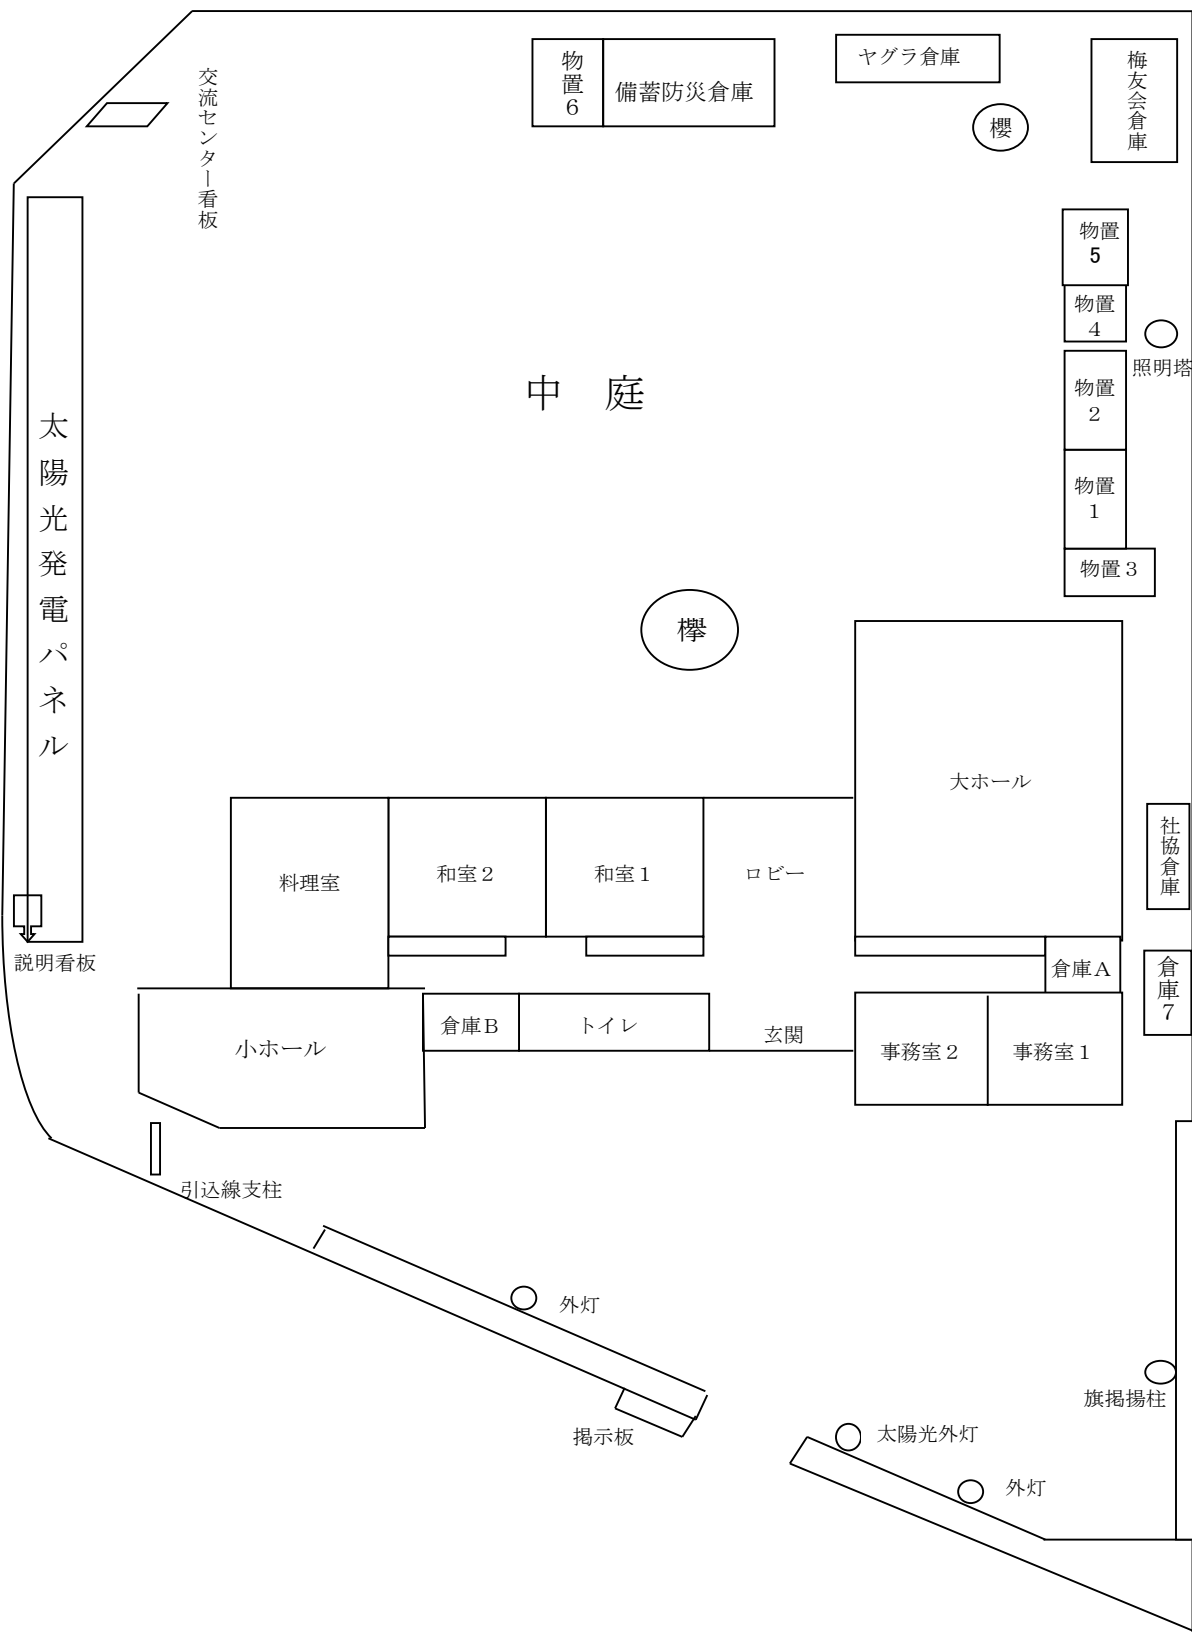 物置
6
備蓄防災倉庫
ヤグラ倉庫
梅友会倉庫
交流センター看板
櫻
物置
5
物置
4
照明塔
中 庭
物置
2
太陽光発電パネル
物置
1
物置3
欅
大ホール
社協倉庫
料理室
和室2
和室1
ロビー
説明看板
倉庫A
倉庫7
小ホール
倉庫B
トイレ
玄関
事務室2
事務室1
引込線支柱
外灯
旗掲揚柱
掲示板
太陽光外灯
外灯